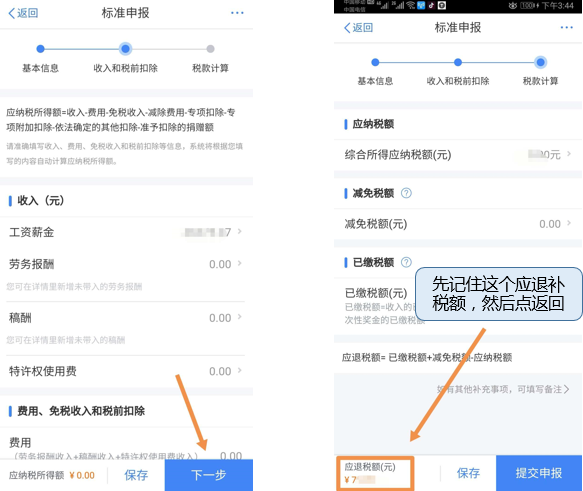 返回
标准申报
基本信息
收入和税前扣除
税款计算
应纳税所得额=收入-费用-免税收入-减除费用-专项扣除-专
项附加扣除-依法确定的其他扣除-准予扣除的捐赠额
请准确填写收入、费用、免税收入和税前扣除等信息，系统将根据您填
写的内容自动计算应纳税所得额。
收入（元）
工资薪金
7
劳务报酬
0.00
您可在详情里新增未带入的劳务报酬
稿酬
0.00
您可在详情里新增未带入的稿酬
特许权使用费
0.00
费用、免税收入和税前扣除
费用
（劳务报酬收入+稿酬收入+特许权使用费收入）
0.00
应纳税所得额 ¥0.00
保存
下一步
中国移动
中国电信
100
下午3:44
返回
标准申报
基本信息
收入和税前扣除
税款计算
应纳税额
综合所得应纳税额(元)
0元
减免税额
减免税额(元)
0.00
已缴税额
已缴税额(元)
已缴税额=收入的
次性奖金的已缴税额
先记住这个应退补
税额，然后点返回
应退税额= 已缴税额+减免税额-应纳税额
如有其他补充事项，可填写备注
应退税额(元)
¥7
保存
提交申报